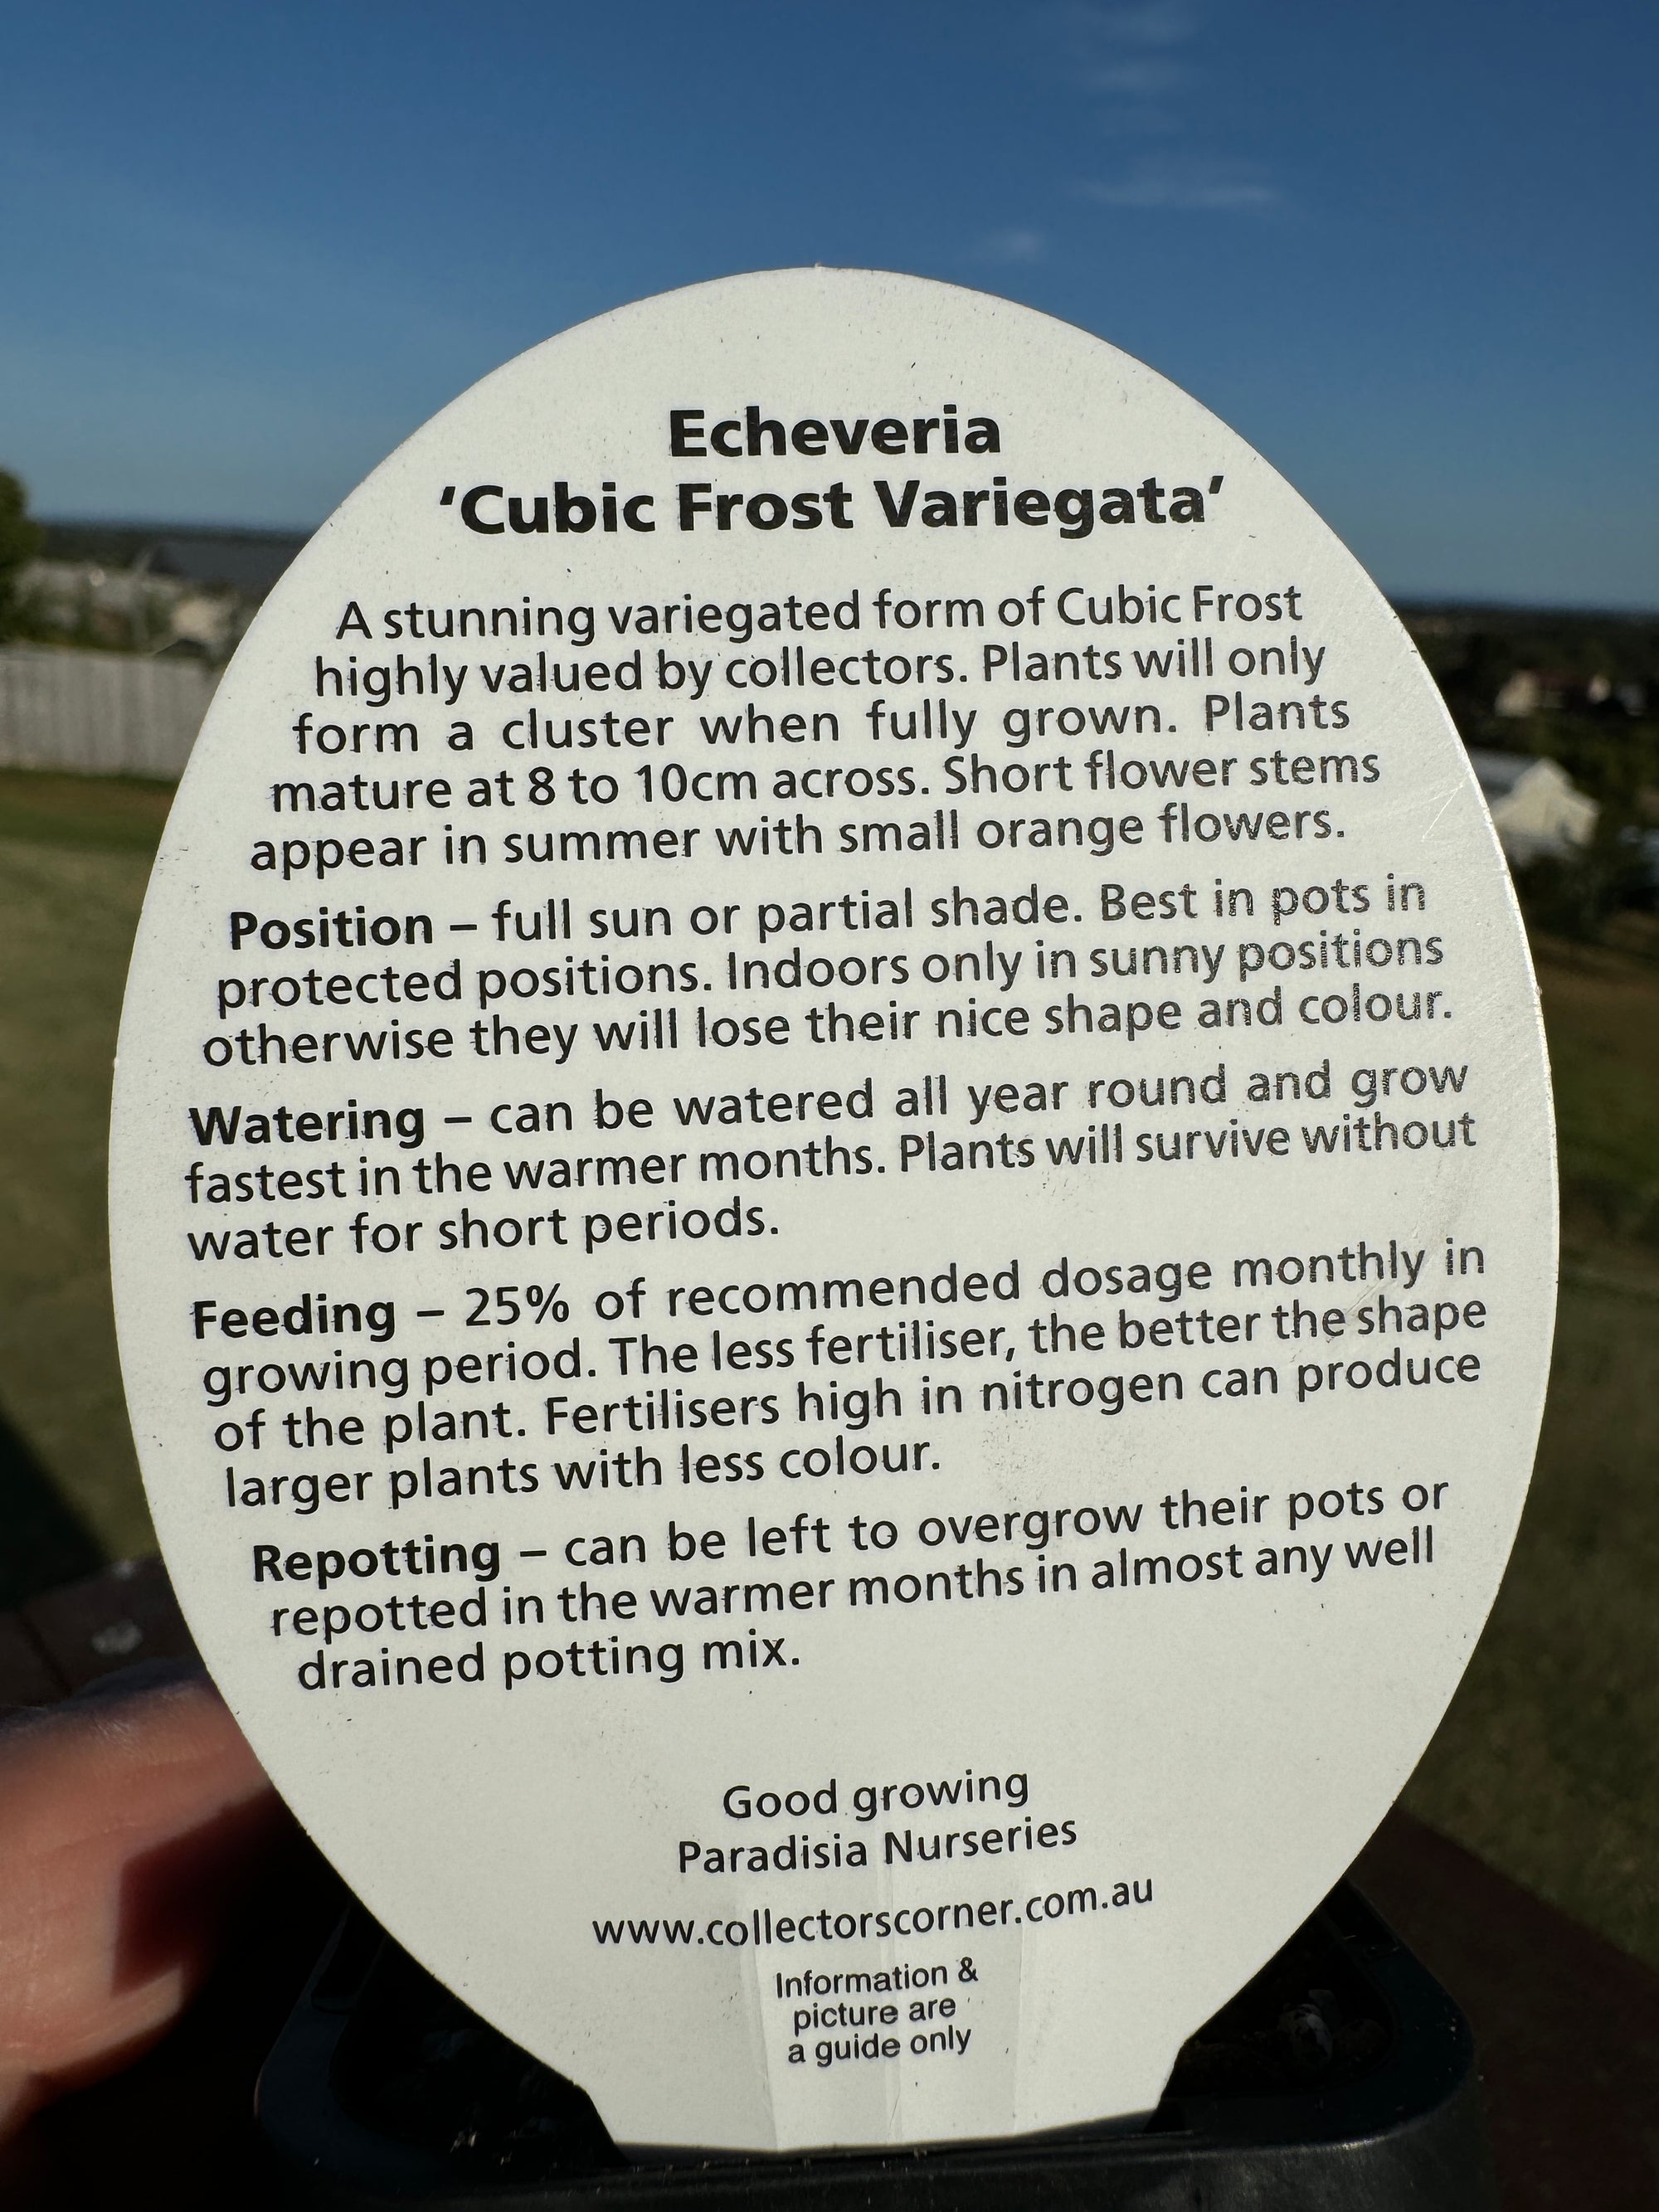 Echeveria
‘Cubic Frost Variegata’
A stunning variegated form of Cubic Frost
highly valued by collectors. Plants will only
form a cluster when fully grown. Plants
mature at 8 to 10cm across. Short flower stems
appear in summer with small orange flowers.
Position – full sun or partial shade. Best in pots in
protected positions. Indoors only in sunny positions
otherwise they will lose their nice shape and colour.
Watering – can be watered all year round and grow
fastest in the warmer months. Plants will survive without
water for short periods.
Feeding – 25% of recommended dosage monthly in
growing period. The less fertiliser, the better the shape
of the plant. Fertilisers high in nitrogen can produce
larger plants with less colour.
Repotting – can be left to overgrow their pots or
repotted in the warmer months in almost any well
drained potting mix.
Good growing
Paradisia Nurseries
www.collectorscorner.com.au
Information &
picture are
a guide only